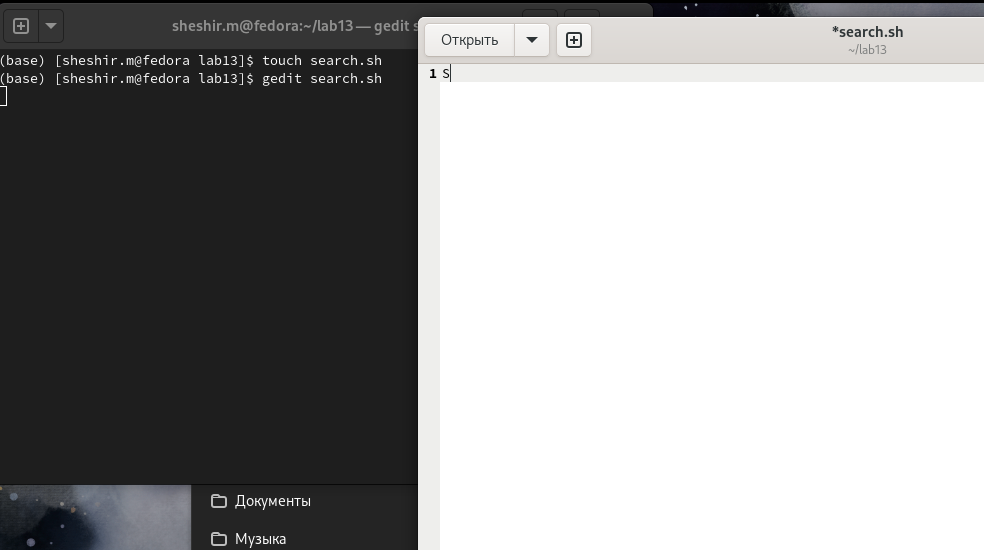 sheshir.m@fedora:~/lab13 — gedit s
(base) [sheshir.m@fedora lab13]$ touch search.sh
(base) [sheshir.m@fedora lab13]$ gedit search.sh
Открыть
*search.sh
~/lab13
1 S
Документы
Музыка